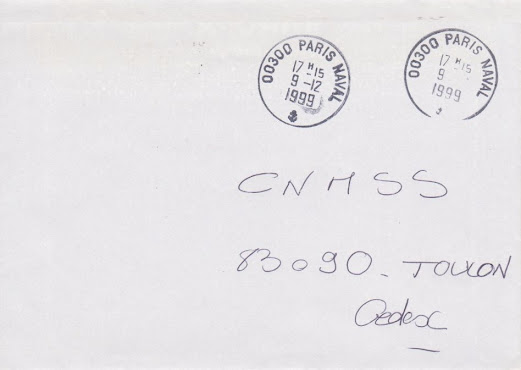 00300 PARIS NAVAL
17 H 15
9 -12
1999
00300 PARIS NAVAL
17 H 15
9 -
1999
CNMSS
83090 - TOULON
Cedex